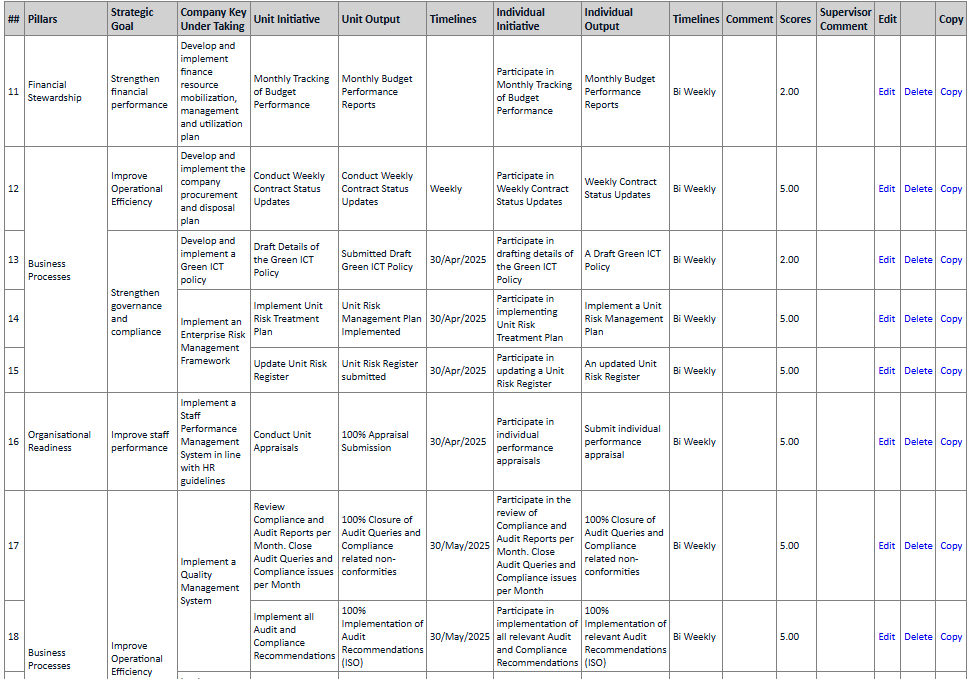 ## Pillars Strategic Goal Company Key Under Taking Unit Initiative Unit Output Timelines Individual Initiative Individual Output Timelines Comment Scores Supervisor Comment Edit Copy
11 Financial Stewardship Strengthen financial performance Develop and implement finance resource mobilization, management and utilization plan Monthly Tracking of Budget Performance Monthly Budget Performance Reports Participate in Monthly Tracking of Budget Performance Monthly Budget Performance Reports Bi Weekly 2.00 Edit Delete Copy
12 Business Processes Improve Operational Efficiency Develop and implement the company procurement and disposal plan Conduct Weekly Contract Status Updates Conduct Weekly Contract Status Updates Weekly Participate in Weekly Contract Status Updates Weekly Contract Status Updates Bi Weekly 5.00 Edit Delete Copy
13 Strengthen governance and compliance Develop and implement a Green ICT policy Draft Details of the Green ICT Policy Submitted Draft Green ICT Policy 30/Apr/2025 Participate in drafting details of the Green ICT Policy A Draft Green ICT Policy Bi Weekly 2.00 Edit Delete Copy
14 Implement an Enterprise Risk Management Framework Implement Unit Risk Treatment Plan Unit Risk Management Plan Implemented 30/Apr/2025 Participate in implementing Unit Risk Treatment Plan Implement a Unit Risk Management Plan Bi Weekly 5.00 Edit Delete Copy
15 Update Unit Risk Register Unit Risk Register submitted 30/Apr/2025 Participate in updating a Unit Risk Register An updated Unit Risk Register Bi Weekly 5.00 Edit Delete Copy
16 Organisational Readiness Improve staff performance Implement a Staff Performance Management System in line with HR guidelines Conduct Unit Appraisals 100% Appraisal Submission 30/Apr/2025 Participate in individual performance appraisals Submit individual performance appraisal Bi Weekly 5.00 Edit Delete Copy
17 Business Processes Improve Operational Efficiency Implement a Quality Management System Review Compliance and Audit Reports per Month. Close Audit Queries and Compliance issues per Month 100% Closure of Audit Queries and Compliance related non-conformities 30/May/2025 Participate in the review of Compliance and Audit Reports per Month. Close Audit Queries and Compliance issues per Month 100% Closure of Audit Queries and Compliance related non-conformities Bi Weekly 5.00 Edit Delete Copy
18 Implement all Audit and Compliance Recommendations 100% Implementation of Audit Recommendations (ISO) 30/May/2025 Participate in implementation of all relevant Audit and Compliance Recommendations 100% Implementation of relevant Audit Recommendations (ISO) Bi Weekly 5.00 Edit Delete Copy